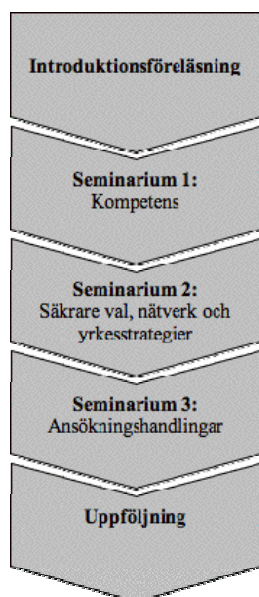 Introduktionsföreläsning
Seminarium 1:
Kompetens
Seminarium 2:
Säkrare val, nätverk och
yrkesstrategier
Seminarium 3:
Ansökningshandlingar
Uppföljning